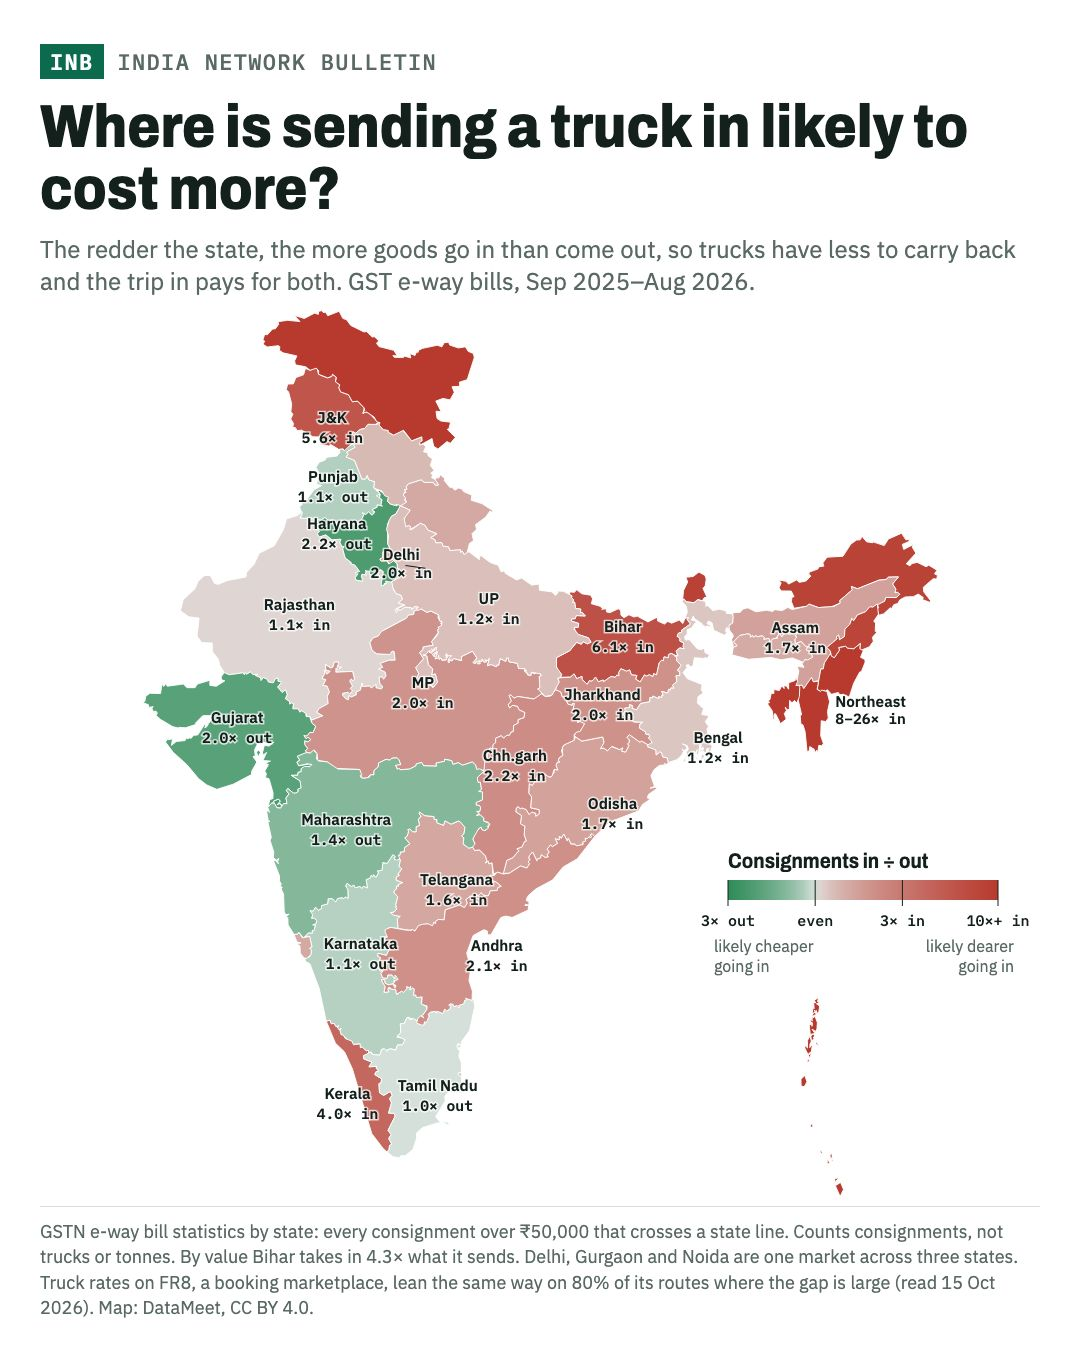 INB INDIA NETWORK BULLETIN
Where is sending a truck in likely to
cost more?
The redder the state, the more goods go in than come out, so trucks have less to carry back
and the trip in pays for both. GST e-way bills, Sep 2025–Aug 2026.
J&K
5.6× in
Punjab
1.1× out
Haryana
2.2× out
Delhi
2.0× in
Rajasthan
1.1× in
UP
1.2× in
Bihar
6.1× in
Assam
1.7× in
MP
2.0× in
Jharkhand
2.0× in
Northeast
8–26× in
Gujarat
2.0× out
Bengal
1.2× in
Chh.garh
2.2× in
Odisha
1.7× in
Maharashtra
1.4× out
Telangana
1.6× in
Karnataka
1.1× out
Andhra
2.1× in
Kerala
4.0× in
Tamil Nadu
1.0× out
Consignments in ÷ out
3× out even 3× in 10×+ in
likely cheaper
going in
likely dearer
going in
GSTN e-way bill statistics by state: every consignment over ₹50,000 that crosses a state line. Counts consignments, not
trucks or tonnes. By value Bihar takes in 4.3× what it sends. Delhi, Gurgaon and Noida are one market across three states.
Truck rates on FR8, a booking marketplace, lean the same way on 80% of its routes where the gap is large (read 15 Oct
2026). Map: DataMeet, CC BY 4.0.